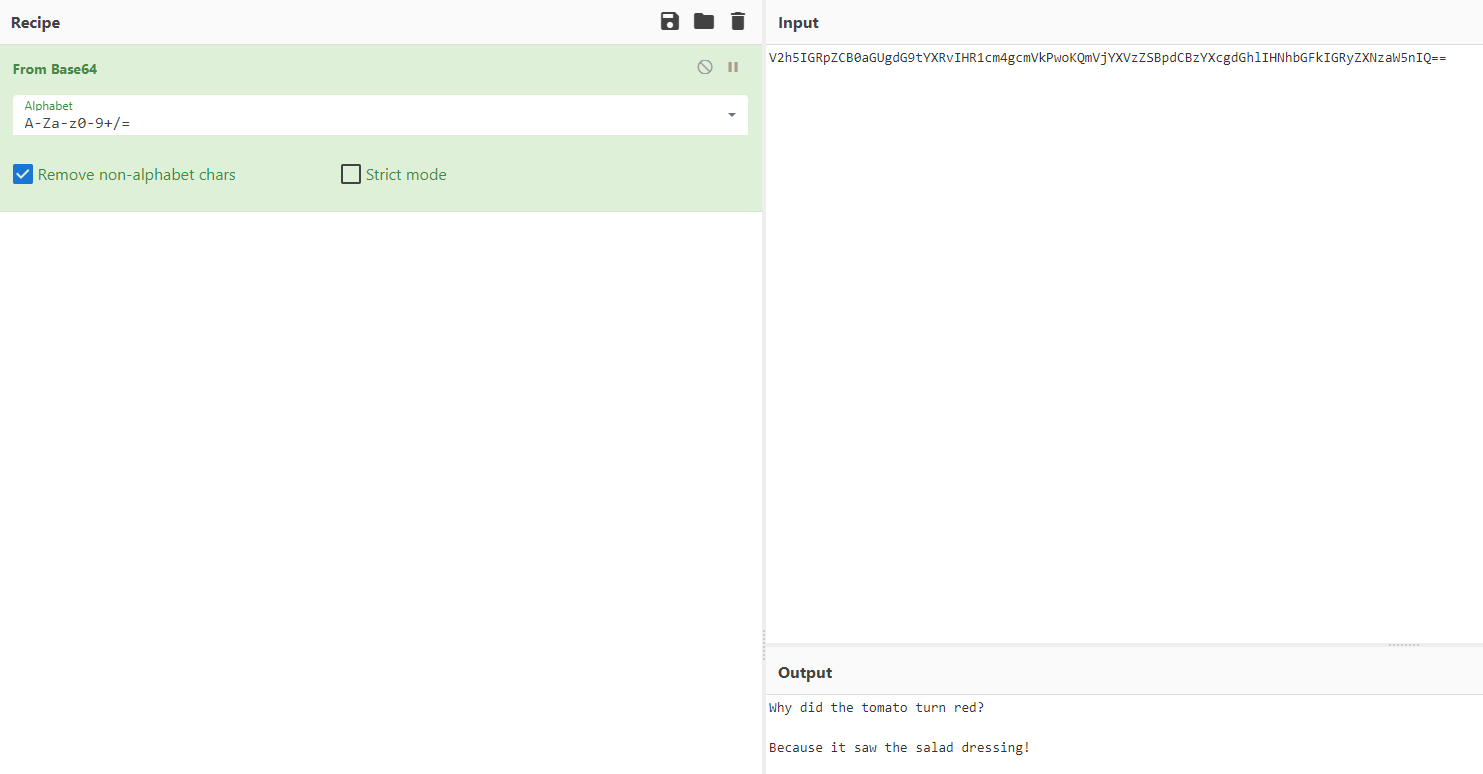 Recipe
From Base64
Alphabet
A-Za-z0-9+/=
Remove non-alphabet chars
Strict mode
Input
V2h5IGRpZCB0aGUgdG9tYXRvIHR1cm4gcmVkPwoKQmVjYXVzZSBpdCBzYXcgdGhlIHNhbGFkIGRyZXNzaW5nIQ==
Output
Why did the tomato turn red?
Because it saw the salad dressing!